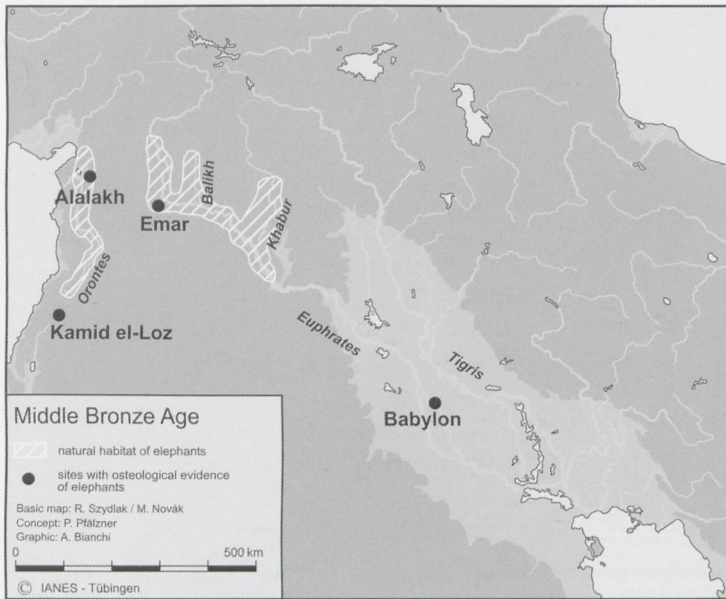 Alalakh
Emar
Balikh
Khabur
Orontes
Kamid el-Loz
Euphrates
Tigris
Babylon
Middle Bronze Age
natural habitat of elephants
sites with osteological evidence
of elephants
Basic map: R. Szydlak / M. Novák
Concept: P. Pfälzner
Graphic: A. Bianchi
0 500 km
© IANES - Tübingen